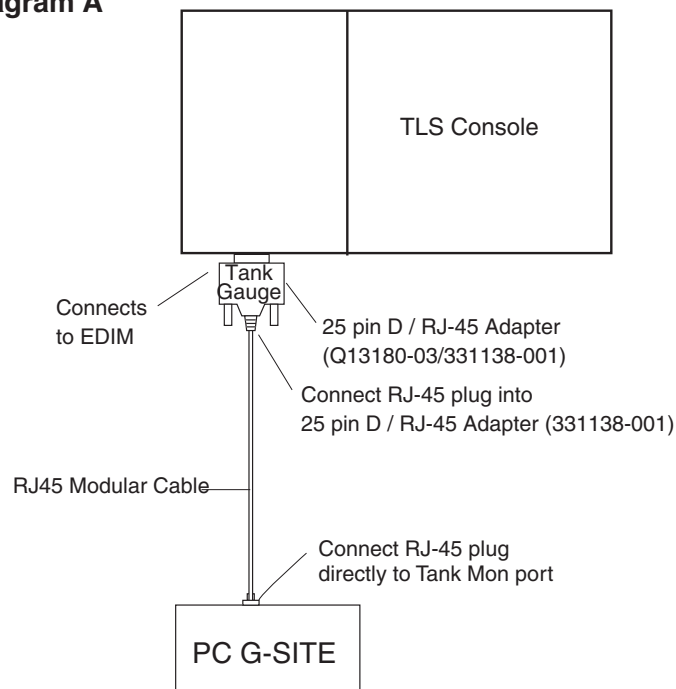 agram A
TLS Console
Tank
Gauge
Connects
to EDIM
25 pin D / RJ-45 Adapter
(Q13180-03/331138-001)
Connect RJ-45 plug into
25 pin D / RJ-45 Adapter (331138-001)
RJ45 Modular Cable
Connect RJ-45 plug
directly to Tank Mon port
PC G-SITE